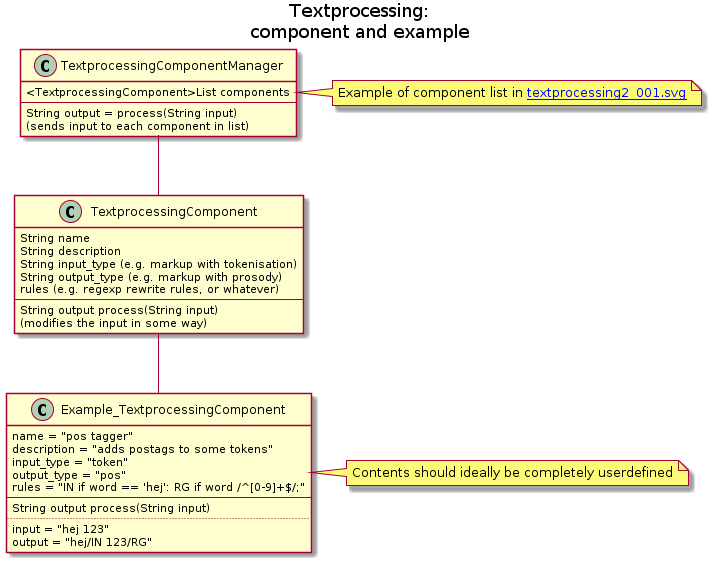 Textprocessing:
component and example
C TextprocessingComponentManager
<TextprocessingComponent>List components
String output = process(String input)
(sends input to each component in list)
Example of component list in textprocessing2_001.svg
C TextprocessingComponent
String name
String description
String input_type (e.g. markup with tokenisation)
String output_type (e.g. markup with prosody)
rules (e.g. regexp rewrite rules, or whatever)
String output process(String input)
(modifies the input in some way)
C Example_TextprocessingComponent
name = "pos tagger"
description = "adds postags to some tokens"
input_type = "token"
output_type = "pos"
rules = "IN if word == 'hej': RG if word /^[0-9]+$/;"
String output process(String input)
input = "hej 123"
output = "hej/IN 123/RG"
Contents should ideally be completely userdefined